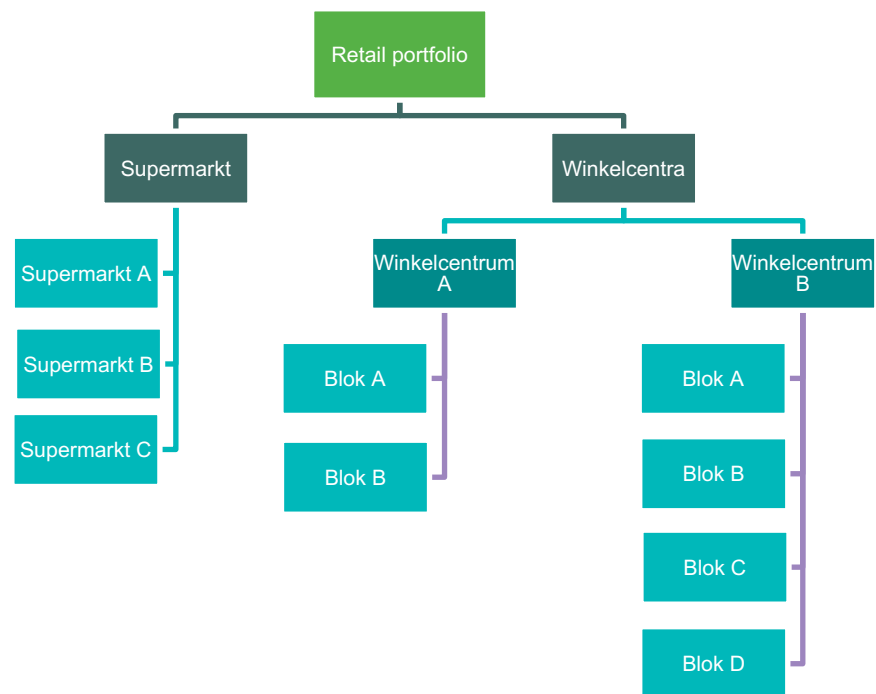 Retail portfolio
Supermarkt
Winkelcentra
Supermarkt A
Supermarkt B
Supermarkt C
Winkelcentrum
A
Blok A
Blok B
Winkelcentrum
B
Blok A
Blok B
Blok C
Blok D